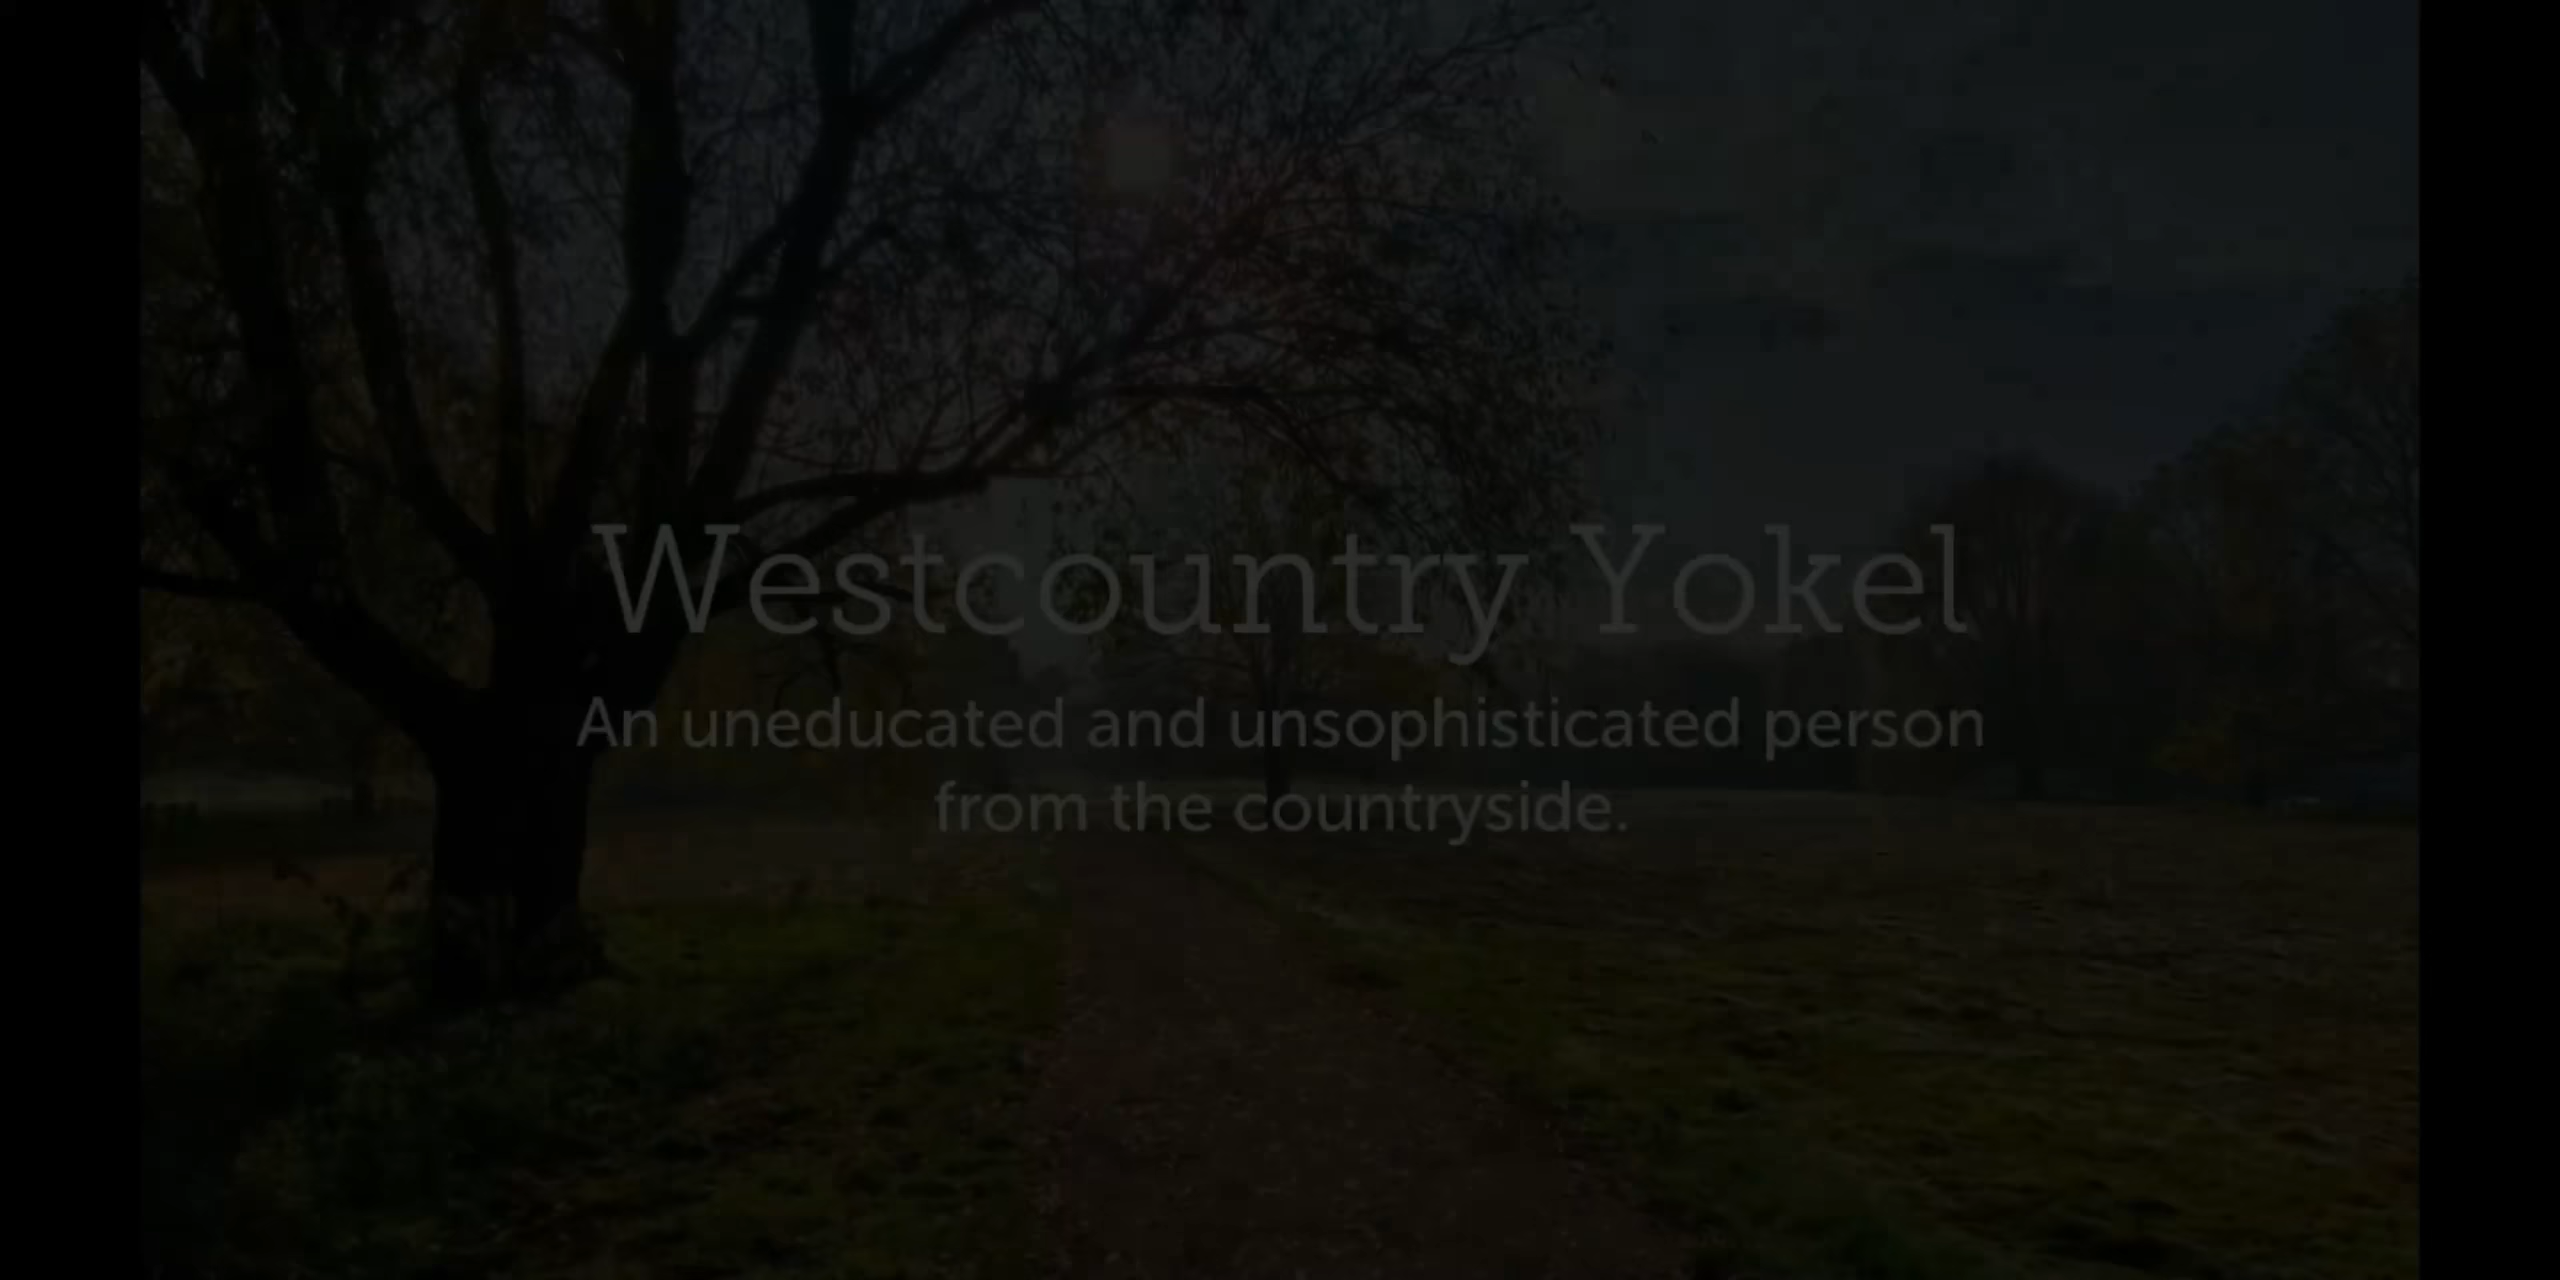 Westcountry Yokel
An uneducated and unsophisticated person
from the countryside.